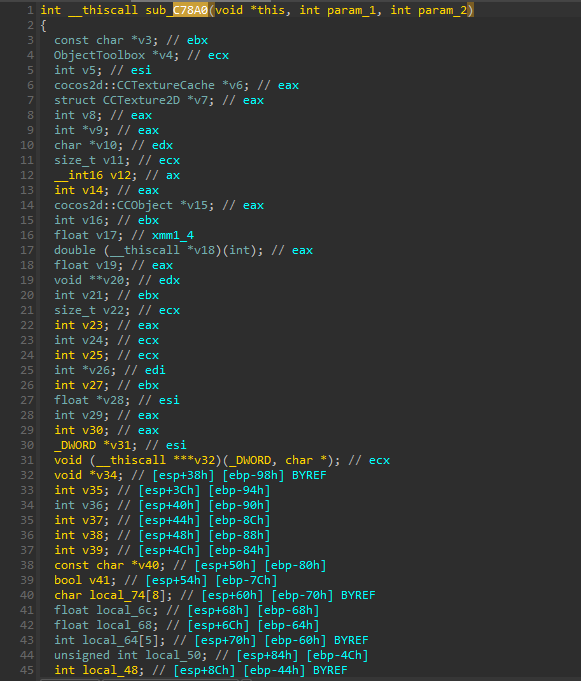 1 int __thiscall sub_C78A0(void *this, int param_1, int param_2)
2 {
3 const char *v3; // ebx
4 ObjectToolbox *v4; // ecx
5 int v5; // esi
6 cocos2d::CCTextureCache *v6; // eax
7 struct CCTexture2D *v7; // eax
8 int v8; // eax
9 int *v9; // eax
10 char *v10; // edx
11 size_t v11; // ecx
12 __int16 v12; // ax
13 int v14; // eax
14 cocos2d::CCObject *v15; // eax
15 int v16; // ebx
16 float v17; // xmm1_4
17 double (__thiscall *v18)(int); // eax
18 float v19; // eax
19 void **v20; // edx
20 int v21; // ebx
21 size_t v22; // ecx
22 int v23; // eax
23 int v24; // ecx
24 int v25; // ecx
25 int *v26; // edi
26 int v27; // ebx
27 float *v28; // esi
28 int v29; // eax
29 int v30; // eax
30 _DWORD *v31; // esi
31 void (__thiscall ***v32)(_DWORD, char *); // ecx
32 void *v34; // [esp+38h] [ebp-98h] BYREF
33 int v35; // [esp+3Ch] [ebp-94h]
34 int v36; // [esp+40h] [ebp-90h]
35 int v37; // [esp+44h] [ebp-8Ch]
36 int v38; // [esp+48h] [ebp-88h]
37 int v39; // [esp+4Ch] [ebp-84h]
38 const char *v40; // [esp+50h] [ebp-80h]
39 bool v41; // [esp+54h] [ebp-7Ch]
40 char local_74[8]; // [esp+60h] [ebp-70h] BYREF
41 float local_6c; // [esp+68h] [ebp-68h]
42 float local_68; // [esp+6Ch] [ebp-64h]
43 int local_64[5]; // [esp+70h] [ebp-60h] BYREF
44 unsigned int local_50; // [esp+84h] [ebp-4Ch]
45 int local_48; // [esp+8Ch] [ebp-44h] BYREF